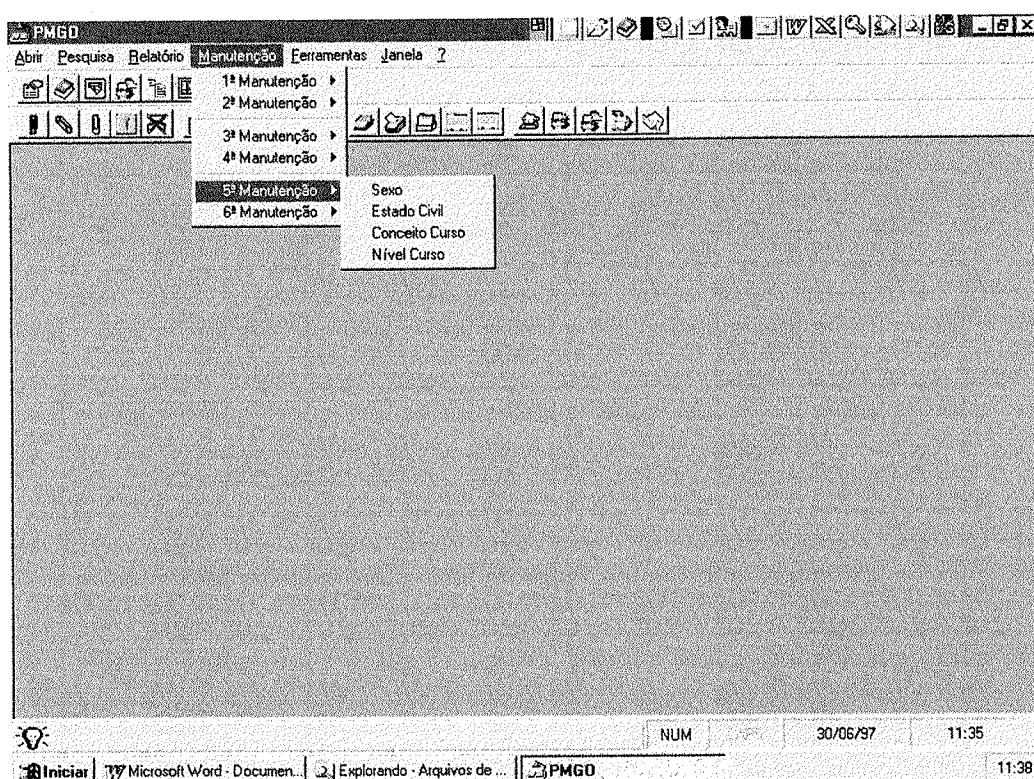 PMGO
Abrir Pesquisa Relatório Manutenção Ferramentas Janela ?
1ª Manutenção
2ª Manutenção
3ª Manutenção
4ª Manutenção
5ª Manutenção
6ª Manutenção
Sexo
Estado Civil
Conceito Curso
Nível Curso
NUM 30/06/97 11:35
Iniciar Microsoft Word - Documen... Explorando - Arquivos de ... PMGO 11:38